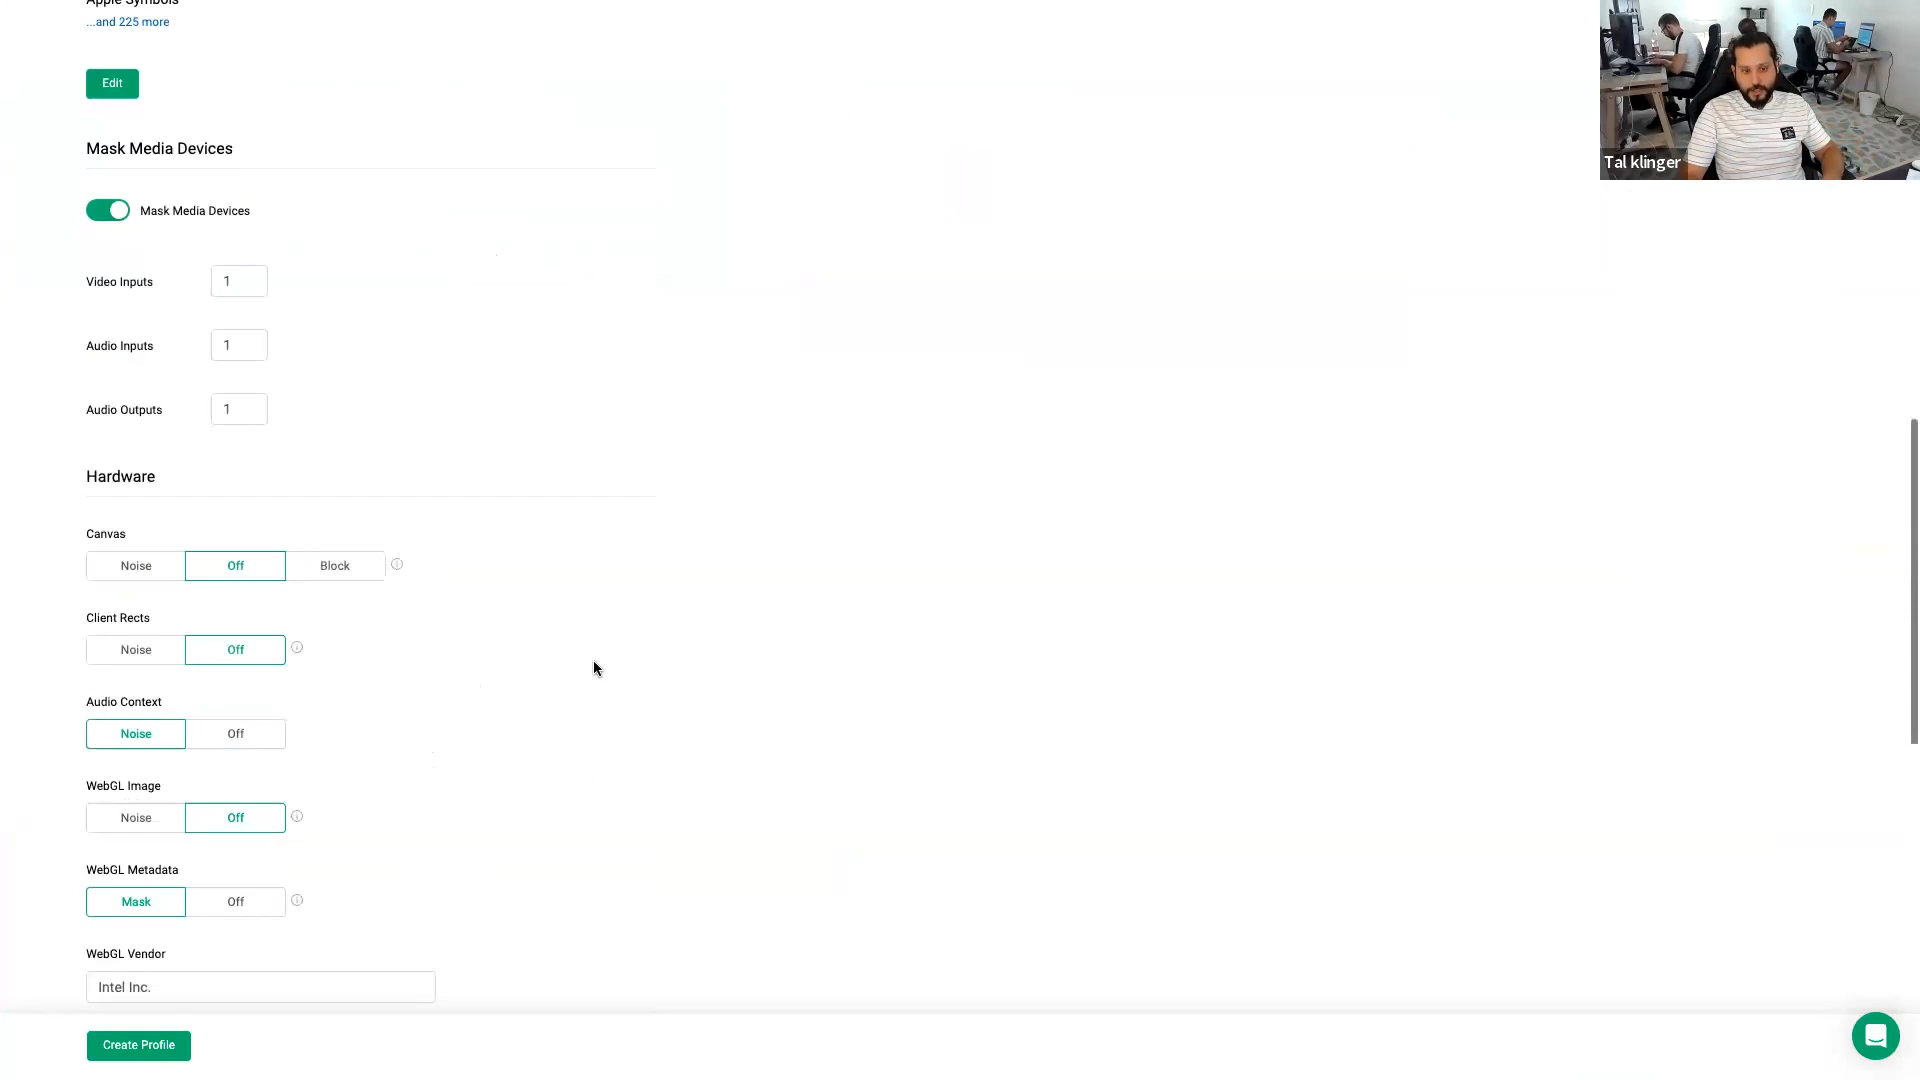 Apple Symbols
...and 225 more
Edit
Mask Media Devices
Mask Media Devices
Video Inputs
1
Audio Inputs
1
Audio Outputs
1
Hardware
Canvas
Noise
Off
Block
Client Rects
Noise
Off
Audio Context
Noise
Off
WebGL Image
Noise
Off
WebGL Metadata
Mask
Off
WebGL Vendor
Intel Inc.
Create Profile
Tal klinger